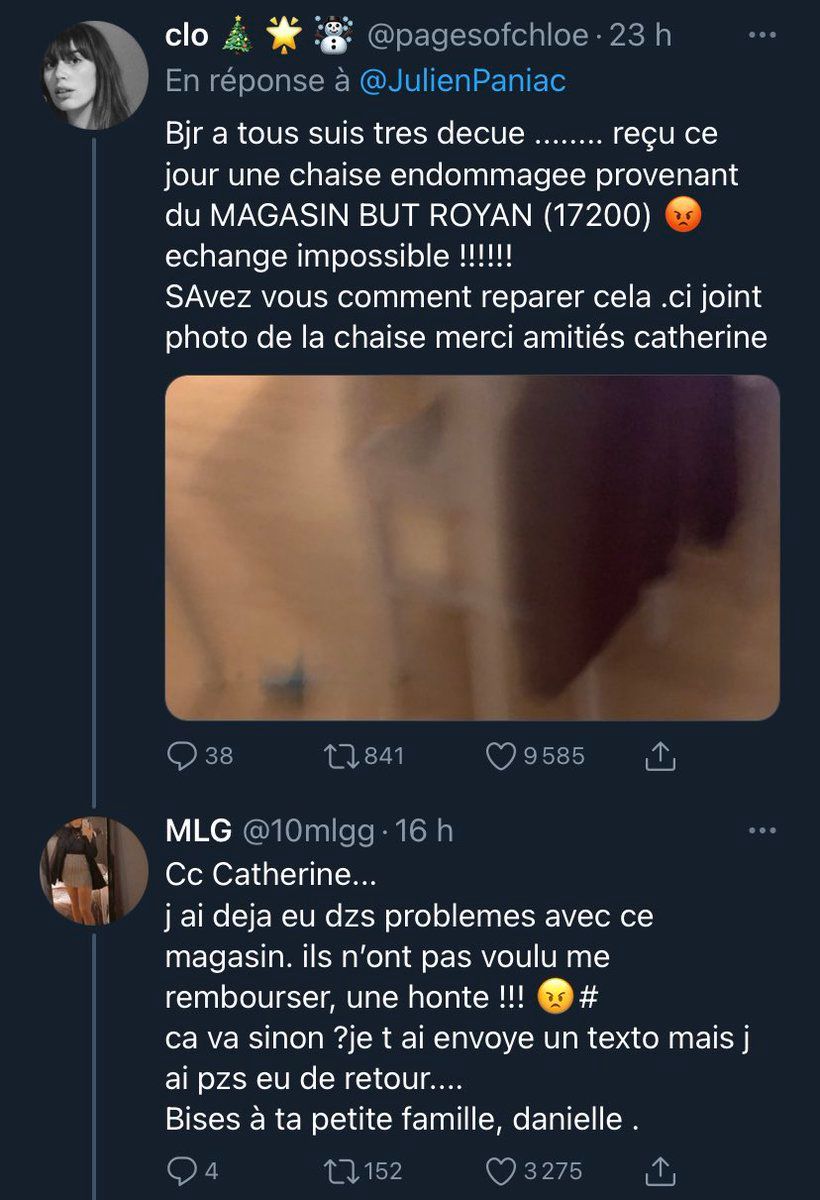 clo 🎄 🌟 ☃️ @pagesofchloe · 23 h
En réponse à @JulienPaniac
Bjr a tous suis tres decue ........ reçu ce
jour une chaise endommagee provenant
du MAGASIN BUT ROYAN (17200) 😡
echange impossible !!!!!!
SAvez vous comment reparer cela .ci joint
photo de la chaise merci amitiés catherine
38 841 9 585
MLG @10mlgg · 16 h
Cc Catherine...
j ai deja eu dzs problemes avec ce
magasin. ils n’ont pas voulu me
rembourser, une honte !!! 😠#
ca va sinon ?je t ai envoye un texto mais j
ai pzs eu de retour....
Bises à ta petite famille, danielle .
4 152 3 275